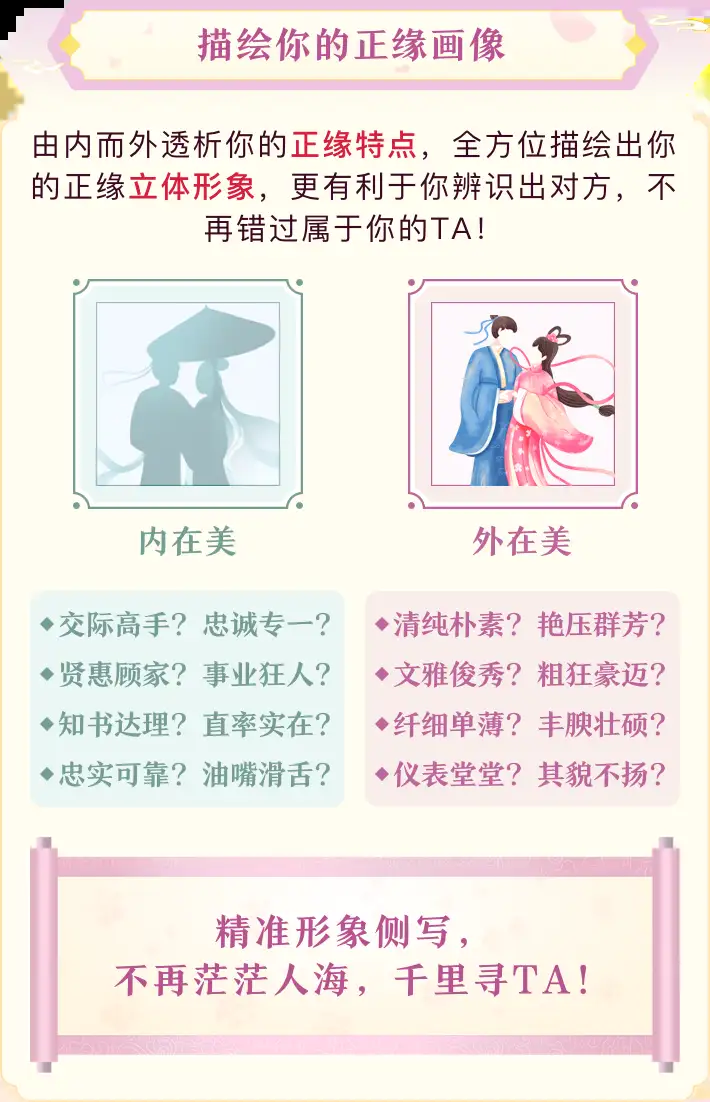 描绘你的正缘画像
由内而外透析你的正缘特点，全方位描绘出你
的正缘立体形象，更有利于你辨识出对方，不
再错过属于你的TA！
内在美
外在美
◆交际高手？ 忠诚专一？
◆贤惠顾家？ 事业狂人？
◆知书达理？ 直率实在？
◆忠实可靠？ 油嘴滑舌？
◆清纯朴素？ 艳压群芳？
◆文雅俊秀？ 粗狂豪迈？
◆纤细单薄？ 丰腴壮硕？
◆仪表堂堂？ 其貌不扬？
精准形象侧写，
不再茫茫人海，千里寻TA！